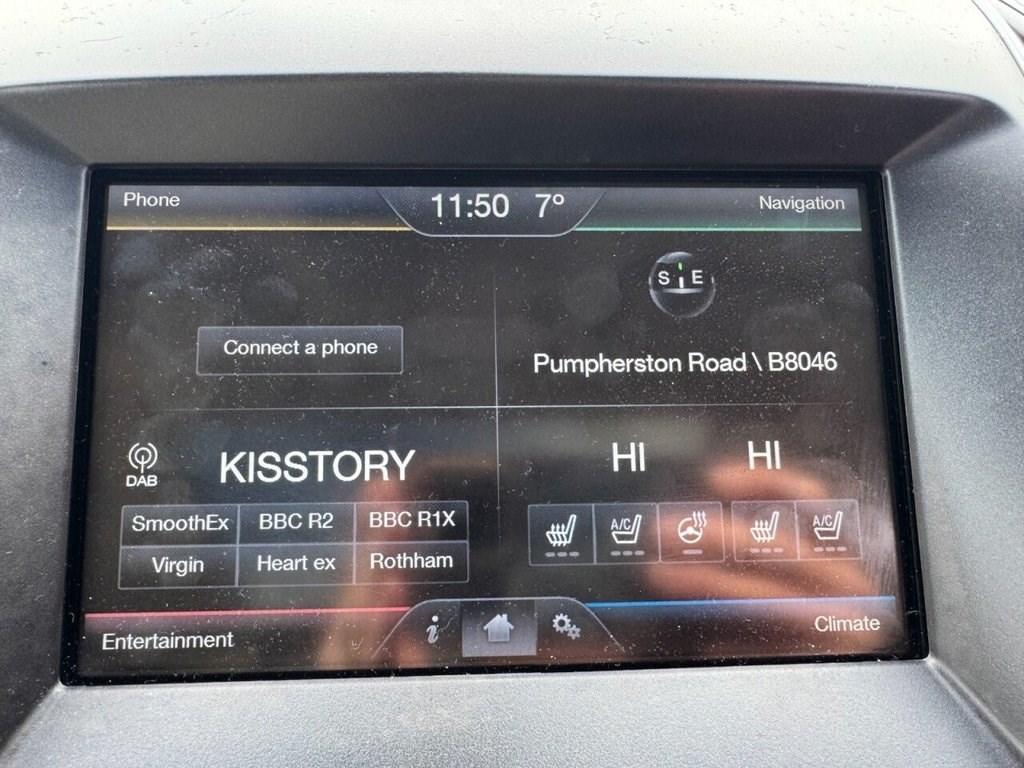 Phone
11:50 7°
Navigation
S E
Connect a phone
Pumpherston Road \ B8046
DAB
KISSTORY
HI HI
SmoothEx BBC R2 BBC R1X
Virgin Heart ex Rothham
A/C A/C
Entertainment
i
Climate